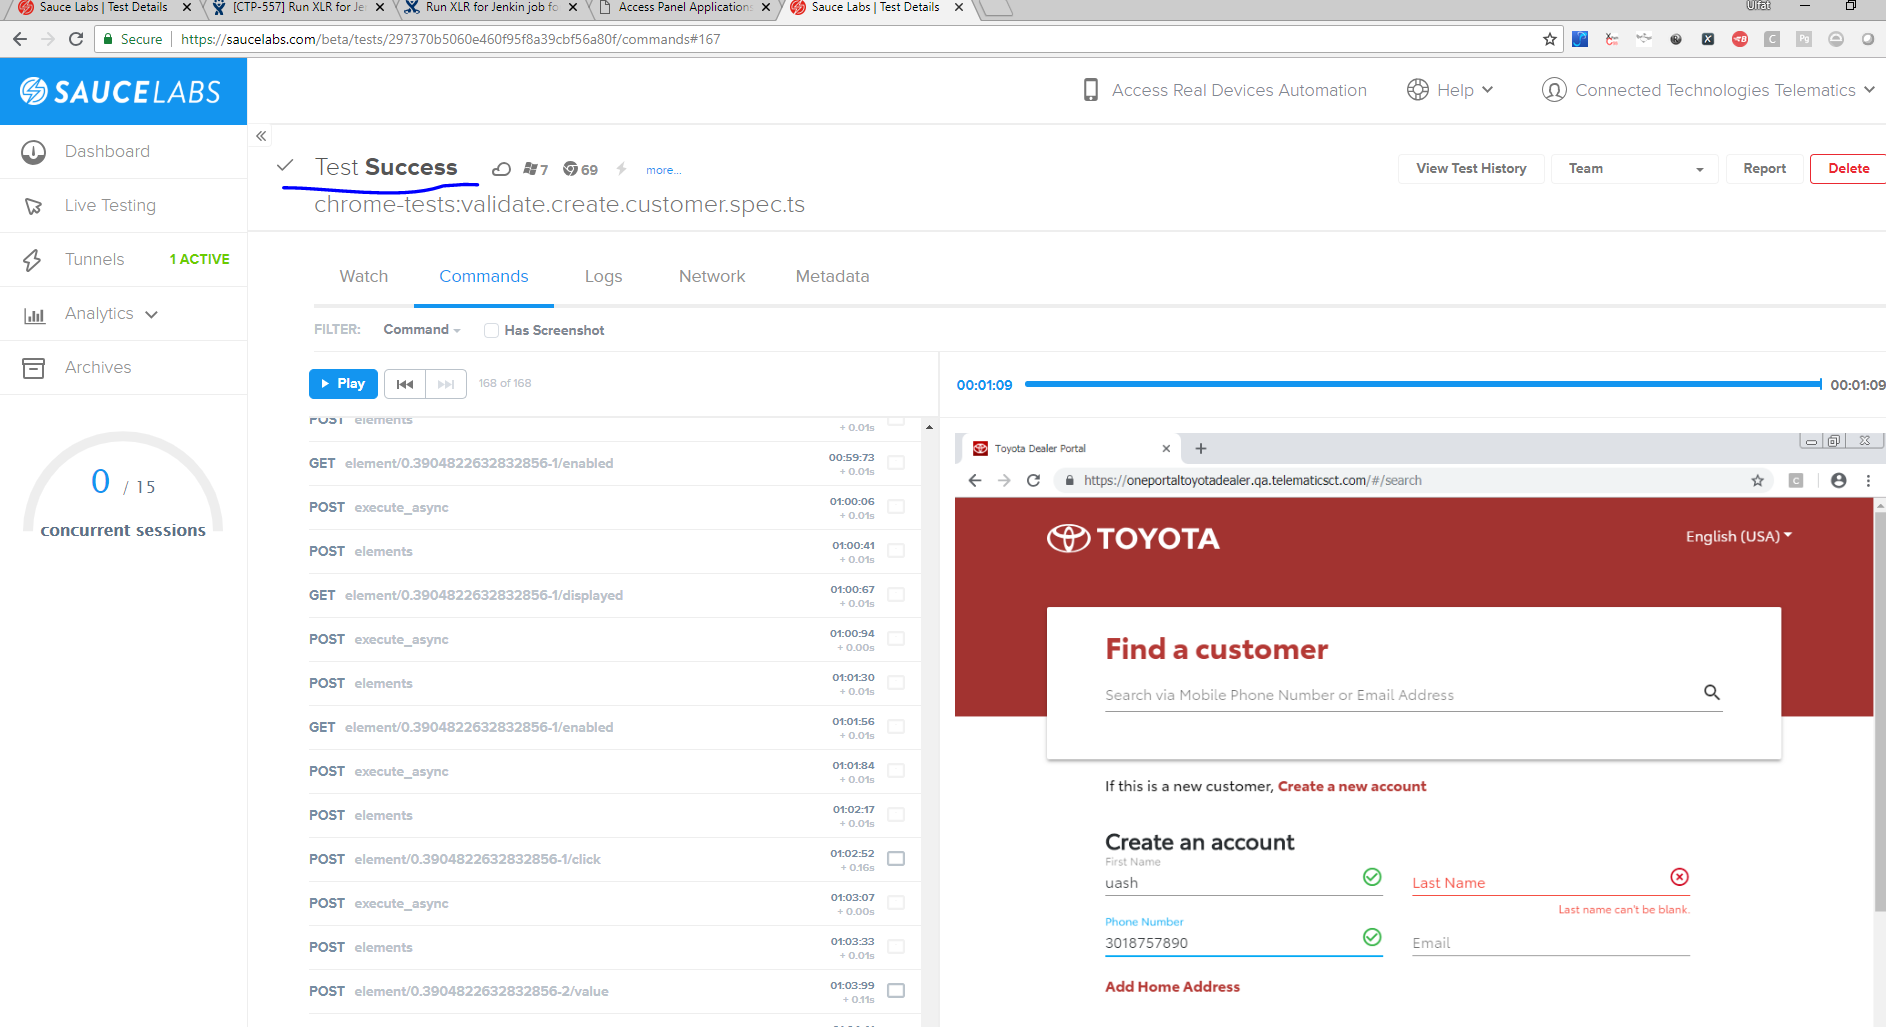 Sauce Labs | Test Details
[CTP-557] Run XLR for Je
Run XLR for Jenkin job fo
Access Panel Applications
Sauce Labs | Test Details
Ulfat
Secure
https://saucelabs.com/beta/tests/297370b5060e460f95f8a39cbf56a80f/commands#167
SAUCELABS
Access Real Devices Automation
Help
Connected Technologies Telematics
Dashboard
Live Testing
Tunnels 1 ACTIVE
Analytics
Archives
0 / 15
concurrent sessions
Test Success
7
69
more...
View Test History
Team
Report
Delete
chrome-tests:validate.create.customer.spec.ts
Watch
Commands
Logs
Network
Metadata
FILTER: Command Has Screenshot
Play
168 of 168
POST elements
+ 0.01s
GET element/0.3904822632832856-1/enabled 00:59:73
+ 0.01s
POST execute_async 01:00:06
+ 0.01s
POST elements 01:00:41
+ 0.01s
GET element/0.3904822632832856-1/displayed 01:00:67
+ 0.01s
POST execute_async 01:00:94
+ 0.00s
POST elements 01:01:30
+ 0.01s
GET element/0.3904822632832856-1/enabled 01:01:56
+ 0.01s
POST execute_async 01:01:84
+ 0.01s
POST elements 01:02:17
+ 0.01s
POST element/0.3904822632832856-1/click 01:02:52
+ 0.16s
POST execute_async 01:03:07
+ 0.00s
POST elements 01:03:33
+ 0.01s
POST element/0.3904822632832856-2/value 01:03:99
+ 0.11s
00:01:09
00:01:09
Toyota Dealer Portal
https://oneportaltoyotadealer.qa.telematicsct.com/#/search
TOYOTA
English (USA)
Find a customer
Search via Mobile Phone Number or Email Address
If this is a new customer, Create a new account
Create an account
First Name
uash
Last Name
Last name can't be blank.
Phone Number
3018757890
Email
Add Home Address